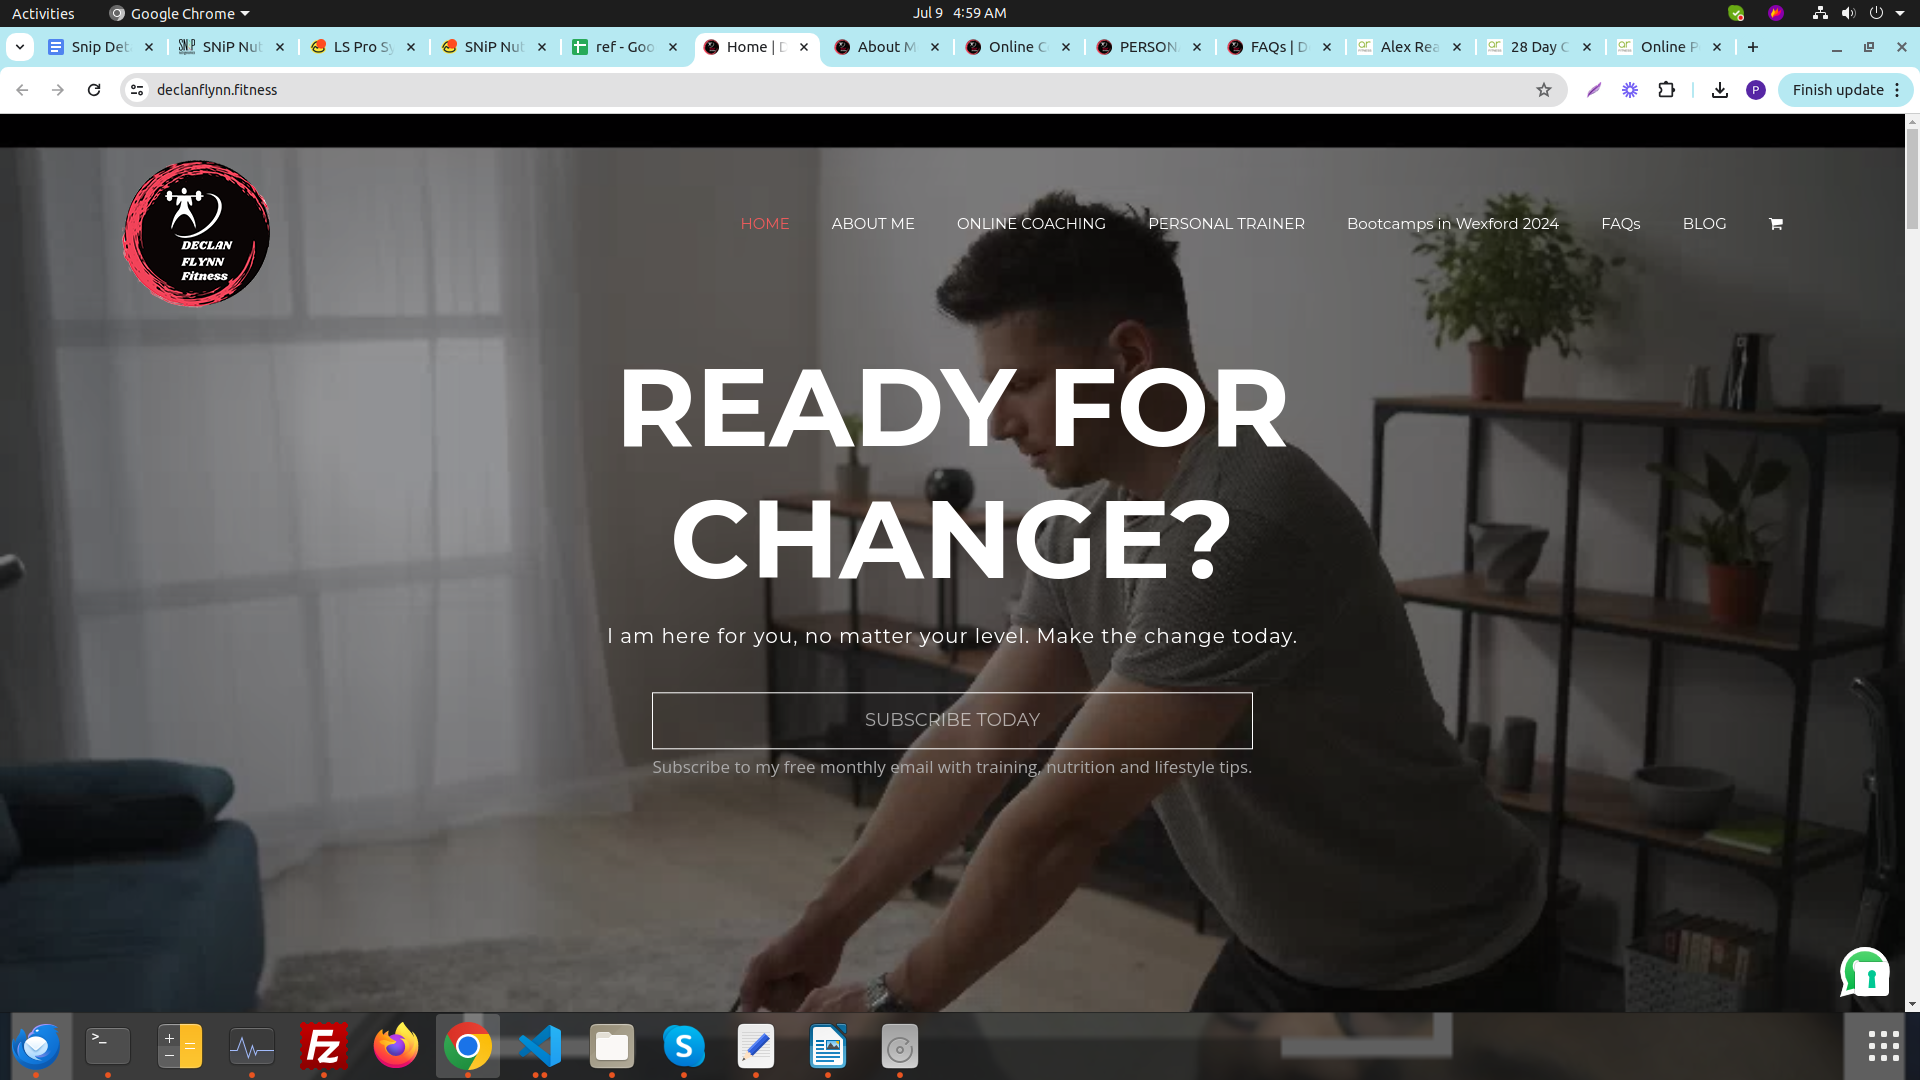 Activities
Google Chrome
Jul 9 4:59 AM
Snip Det
SNiP Nut
LS Pro Sy
SNiP Nut
ref - Goo
Home | D
About M
Online C
PERSON
FAQs | D
Alex Rea
28 Day C
Online P
declanflynn.fitness
P
Finish update
DECLAN
FLYNN
Fitness
HOME
ABOUT ME
ONLINE COACHING
PERSONAL TRAINER
Bootcamps in Wexford 2024
FAQs
BLOG
READY FOR
CHANGE?
I am here for you, no matter your level. Make the change today.
SUBSCRIBE TODAY
Subscribe to my free monthly email with training, nutrition and lifestyle tips.